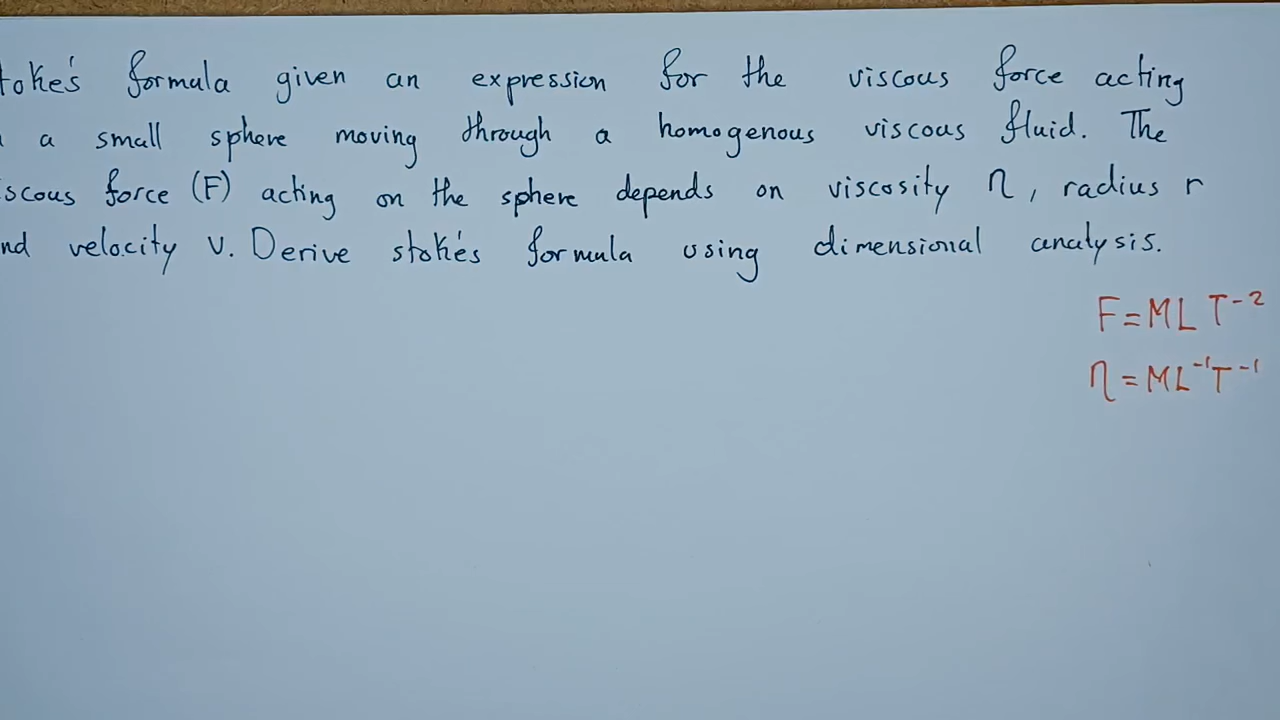 toke's formula given an expression for the viscous force acting
a small sphere moving through a homogenous viscous fluid. The
scous force (F) acting on the sphere depends on viscosity η, radius r
nd velocity v. Derive stoke's formula using dimensional analysis.
F = MLT⁻²
η = ML⁻¹T⁻¹